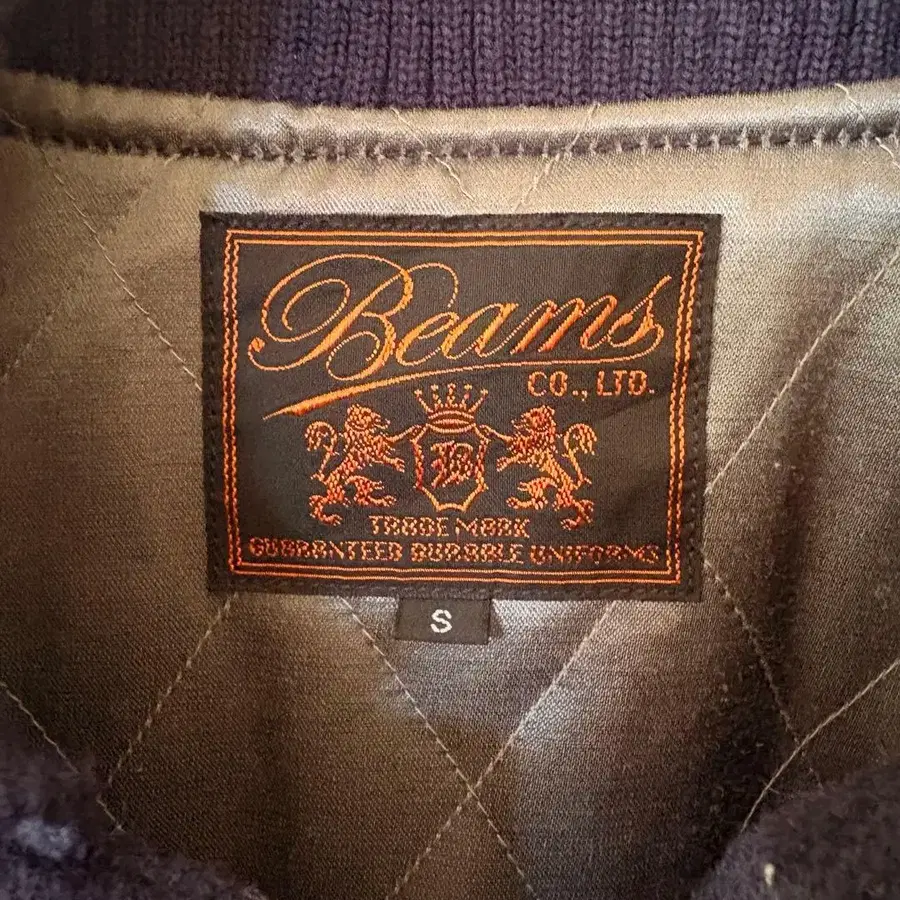 Beams
CO., LTD.
B
TRADE MARK
GUARANTEED DURABLE UNIFORMS
S